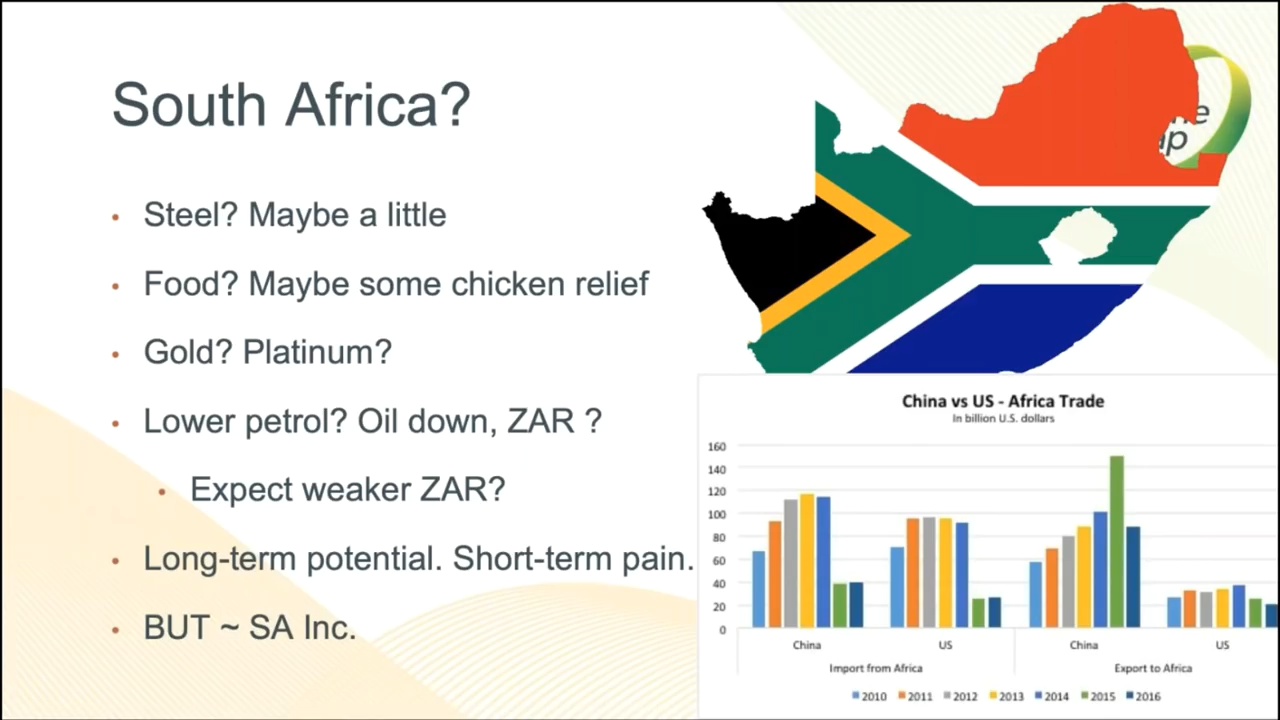 South Africa?
• Steel? Maybe a little
• Food? Maybe some chicken relief
• Gold? Platinum?
• Lower petrol? Oil down, ZAR ?
• Expect weaker ZAR?
• Long-term potential. Short-term pain.
• BUT ~ SA Inc.
China vs US - Africa Trade
In billion U.S. dollars
160
140
120
100
80
60
40
20
0
China US China US
Import from Africa Export to Africa
2010 2011 2012 2013 2014 2015 2016